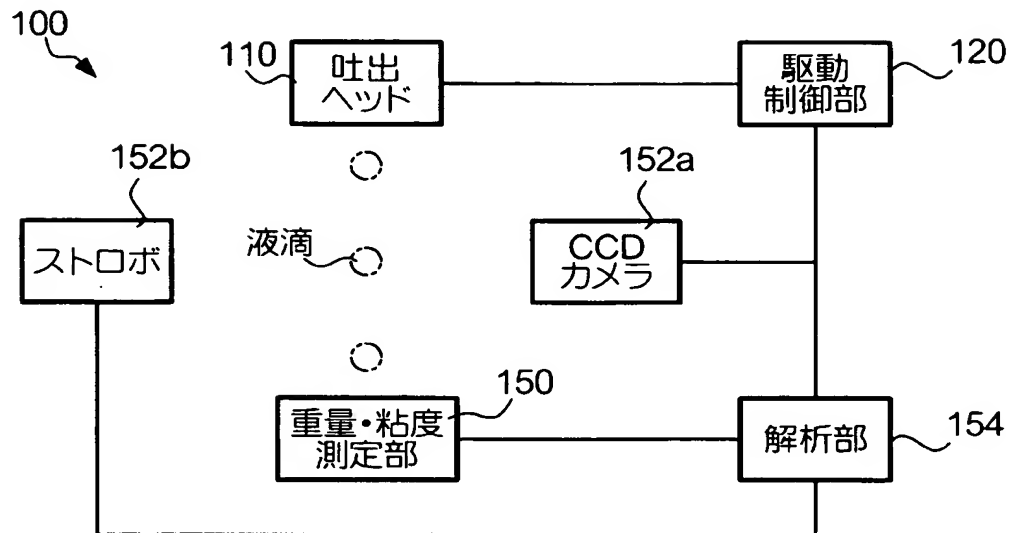 100
110
吐出
ヘッド
駆動
制御部
120
152b
152a
ストロボ
液滴
CCD
カメラ
150
重量・粘度
測定部
解析部
154